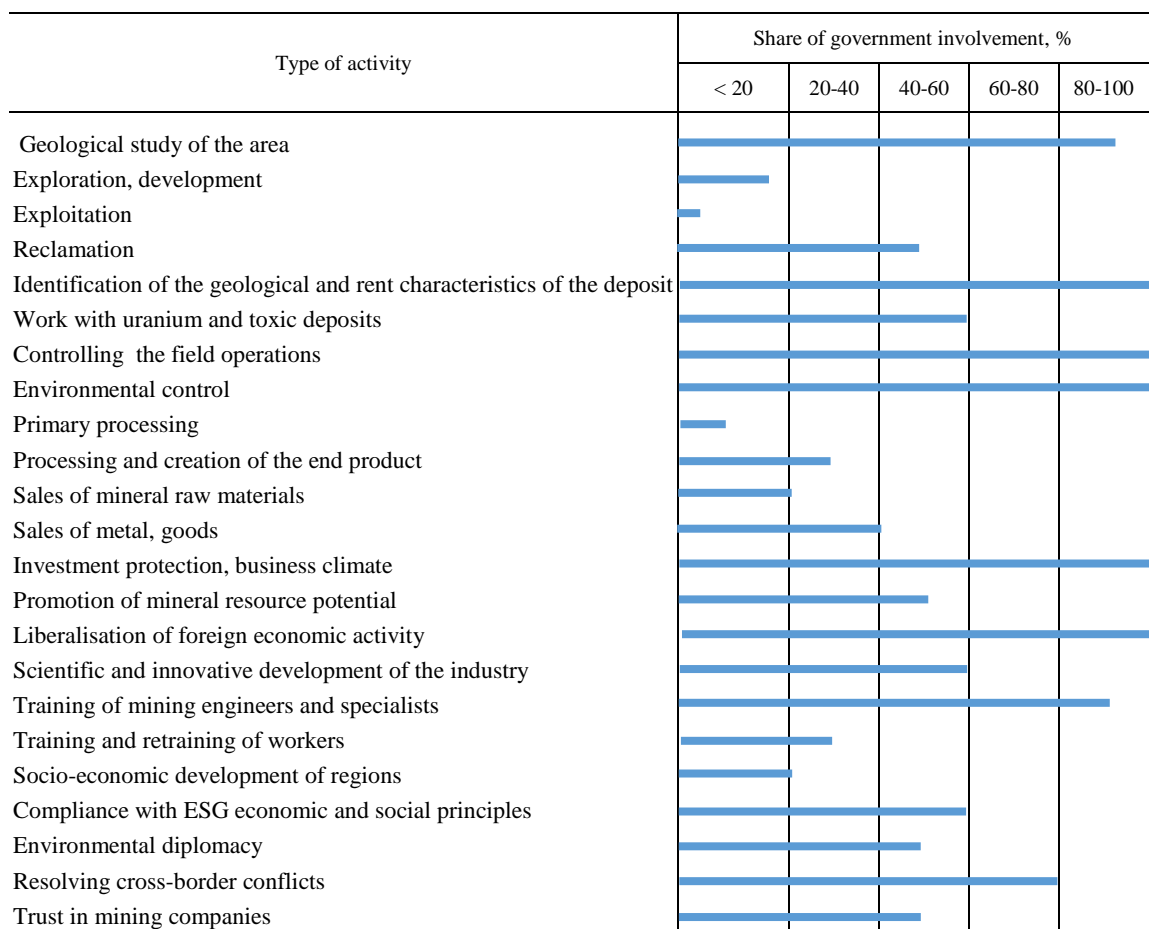 Type of activity
Share of government involvement, %
< 20 20-40 40-60 60-80 80-100
Geological study of the area
Exploration, development
Exploitation
Reclamation
Identification of the geological and rent characteristics of the deposit
Work with uranium and toxic deposits
Controlling the field operations
Environmental control
Primary processing
Processing and creation of the end product
Sales of mineral raw materials
Sales of metal, goods
Investment protection, business climate
Promotion of mineral resource potential
Liberalisation of foreign economic activity
Scientific and innovative development of the industry
Training of mining engineers and specialists
Training and retraining of workers
Socio-economic development of regions
Compliance with ESG economic and social principles
Environmental diplomacy
Resolving cross-border conflicts
Trust in mining companies